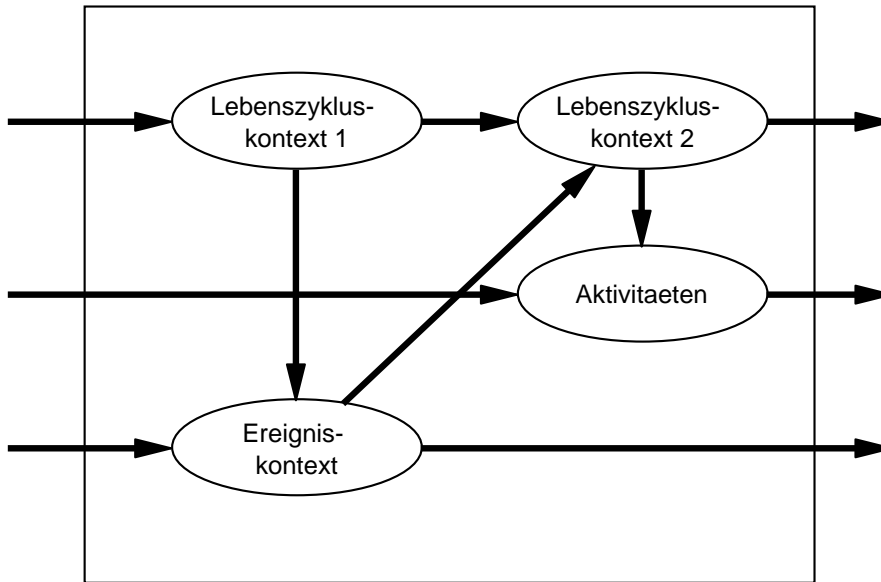 Lebenszyklus-
kontext 1
Lebenszyklus-
kontext 2
Aktivitaeten
Ereignis-
kontext